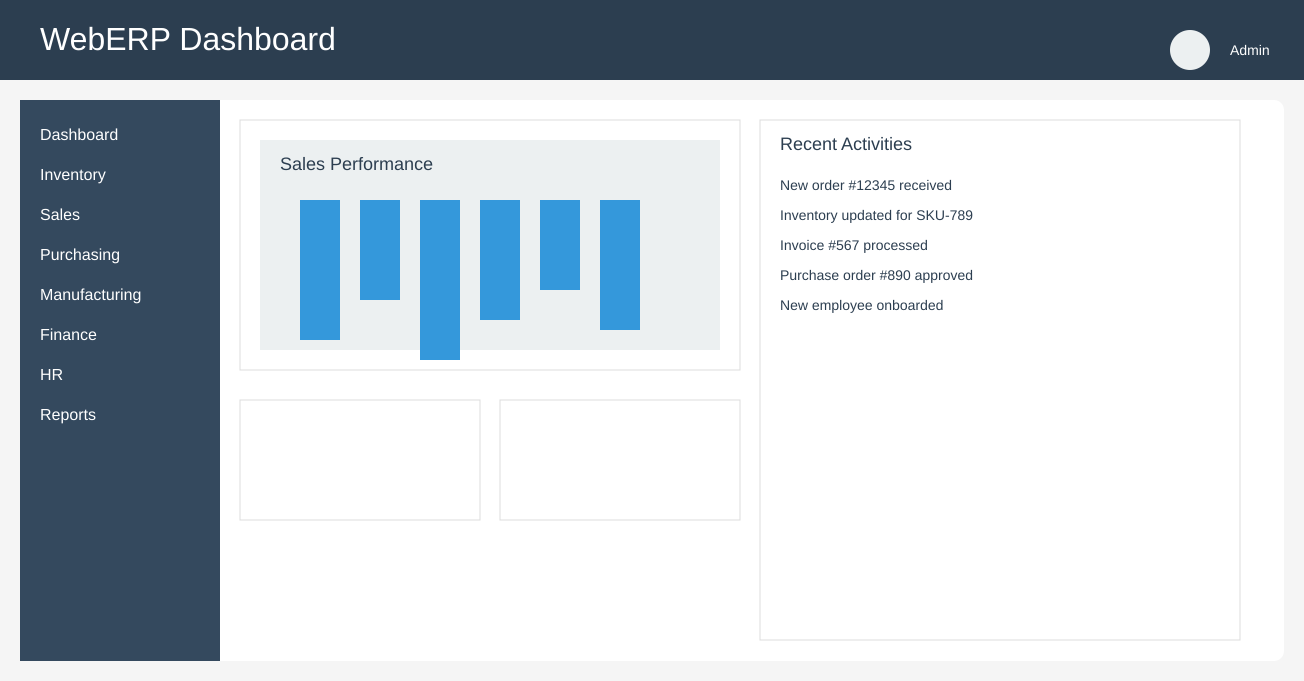 WebERP Dashboard
Admin
Dashboard
Inventory
Sales
Purchasing
Manufacturing
Finance
HR
Reports
Sales Performance
Recent Activities
New order #12345 received
Inventory updated for SKU-789
Invoice #567 processed
Purchase order #890 approved
New employee onboarded